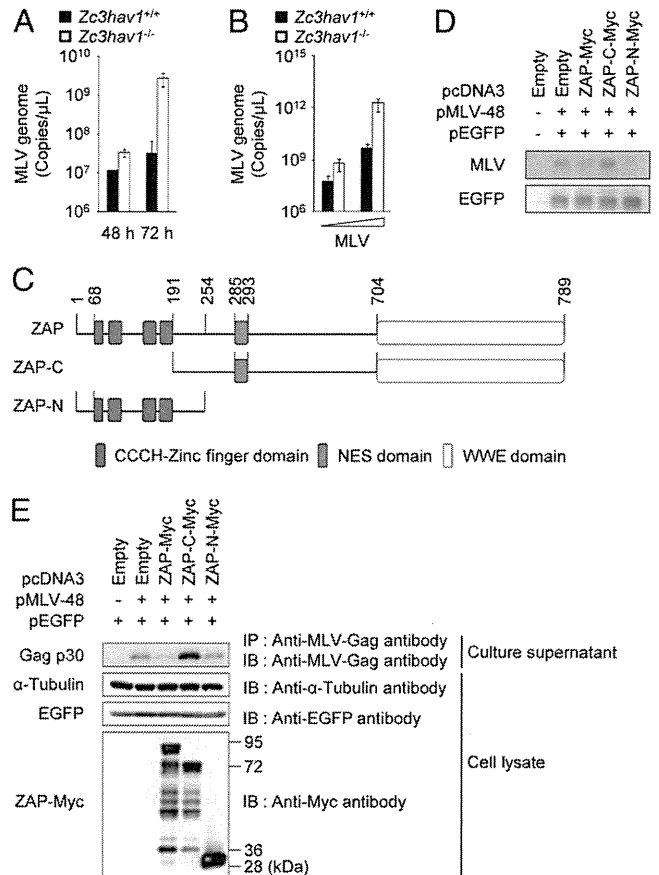 A
Zc3hav1+/+
Zc3hav1-/-
MLV genome
(Copies/μL)
10^10
10^9
10^8
10^7
10^6
48 h 72 h
B
Zc3hav1+/+
Zc3hav1-/-
MLV genome
(Copies/μL)
10^15
10^12
10^9
10^6
MLV
D
pcDNA3 Empty Empty ZAP-Myc ZAP-C-Myc ZAP-N-Myc
pMLV-48 - + + + +
pEGFP - + + + +
MLV
EGFP
C
1 68 191 254 285 293 704 789
ZAP
ZAP-C
ZAP-N
CCCH-Zinc finger domain NES domain WWE domain
E
pcDNA3 Empty Empty ZAP-Myc ZAP-C-Myc ZAP-N-Myc
pMLV-48 - + + + +
pEGFP + + + + +
Gag p30 IP : Anti-MLV-Gag antibody
IB : Anti-MLV-Gag antibody
Culture supernatant
α-Tubulin IB : Anti-α-Tubulin antibody
EGFP IB : Anti-EGFP antibody
ZAP-Myc IB : Anti-Myc antibody
95
72
36
28 (kDa)
Cell lysate